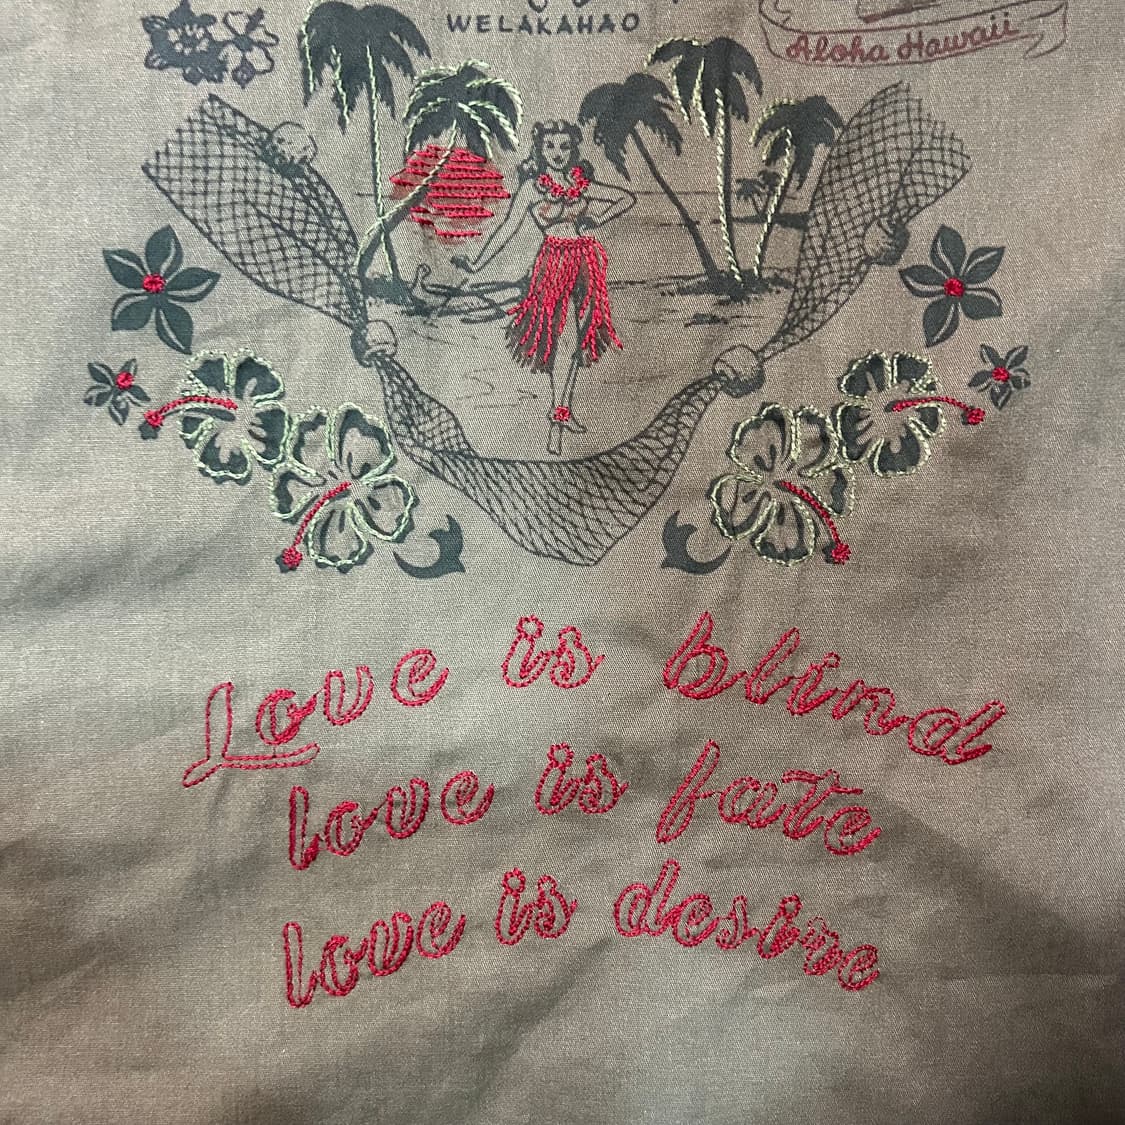 WELAKAHAO
Aloha Hawaii
Love is blind
love is fate
love is desire